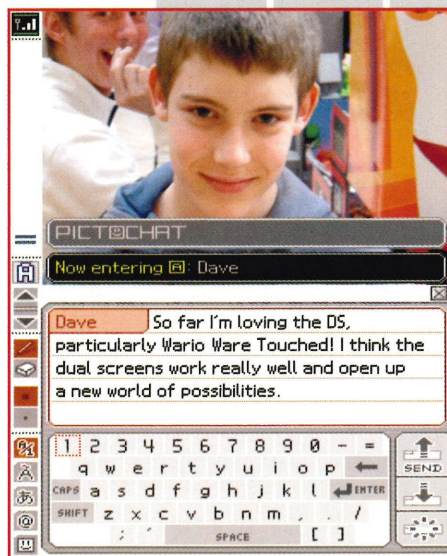 PICTOCHAT
Now entering A: Dave
Dave So far I'm loving the DS,
particularly Wario Ware Touched! I think the
dual screens work really well and open up
a new world of possibilities.
1 2 3 4 5 6 7 8 9 0 - =
q w e r t y u i o p
CAPS a s d f g h j k l ENTER
SHIFT z x c v b n m , . /
; ´ SPACE [ ]
SEND